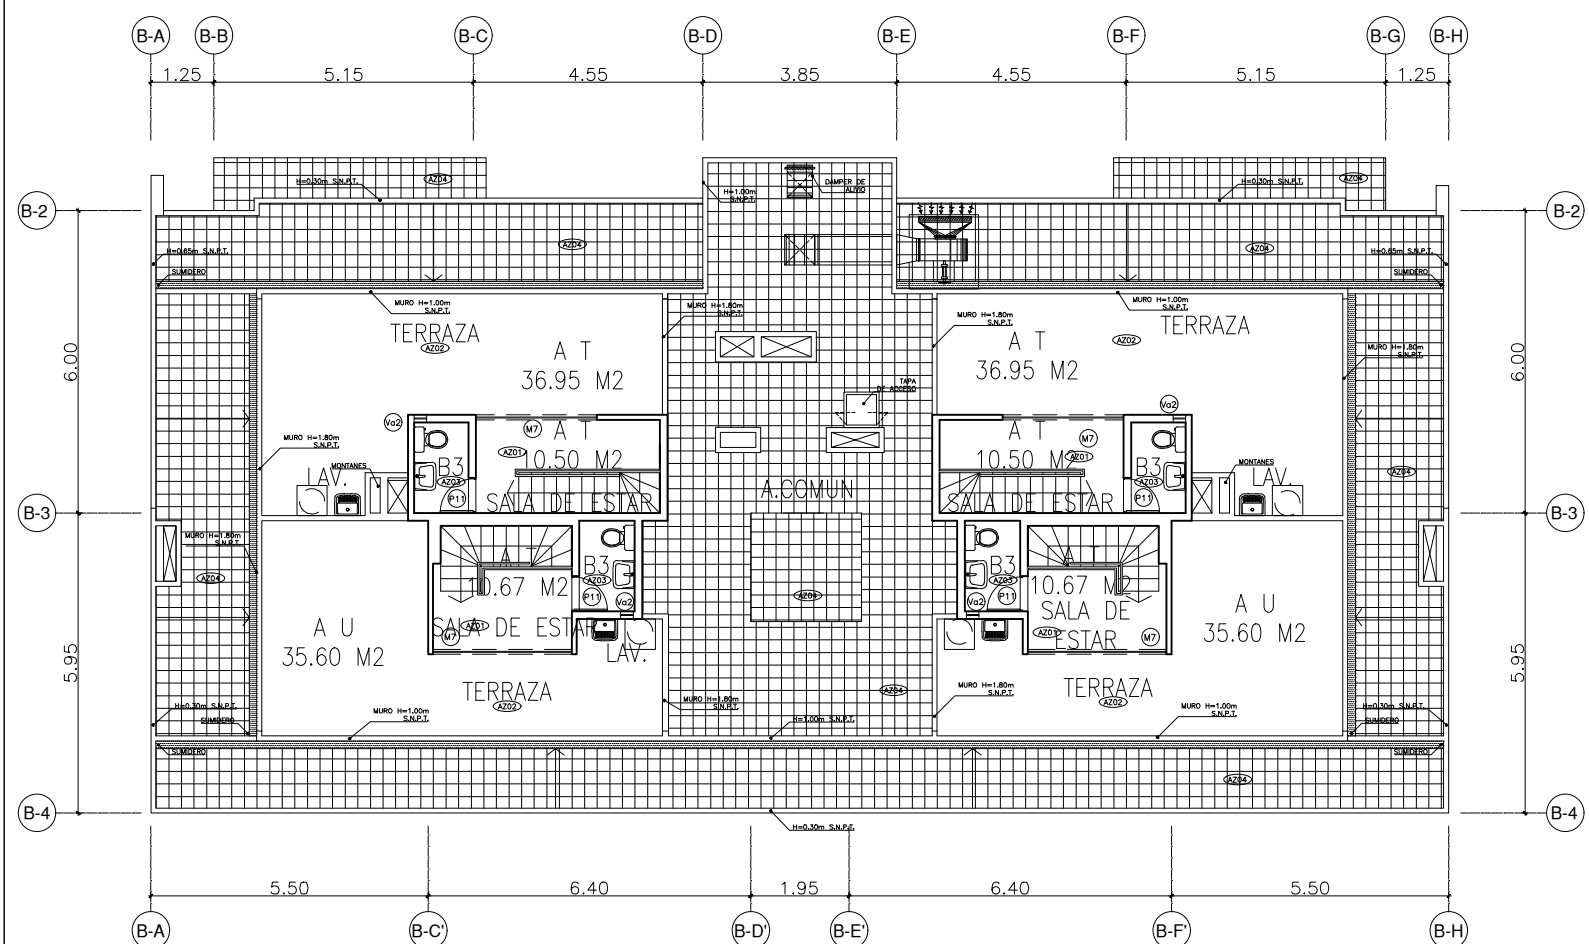 B-A B-B B-C B-D B-E B-F B-G B-H
1.25 5.15 4.55 3.85 4.55 5.15 1.25
H=0.30m S.N.P.T.
AZ04
H=1.00m
S.N.P.T.
DAMPER DE
ALIVIO
H=0.30m S.N.P.T.
AZ04
B-2
B-2
H=0.65m S.N.P.T.
AZ04
AZ04
H=0.65m S.N.P.T.
SUMIDERO
SUMIDERO
MURO H=1.00m
S.N.P.T.
MURO H=1.80m
S.N.P.T.
MURO H=1.80m
S.N.P.T.
MURO H=1.00m
S.N.P.T.
TERRAZA
AZ02
TERRAZA
AZ02
A T
36.95 M2
A T
36.95 M2
MURO H=1.80m
S.N.P.T.
6.00
6.00
TAPA
DE ACCESO
Va2
Va2
M7
A T
10.50 M2
AZ01
A T
10.50 M2
M7
AZ01
MURO H=1.80m
S.N.P.T.
MONTANES
LAV.
B3
AZ03
P11
SALA DE ESTAR
A.COMUN
SALA DE ESTAR
B3
AZ03
P11
MONTANES
LAV.
AZ04
B-3
B-3
MURO H=1.80m
S.N.P.T.
AZ04
A T
10.67 M2
B3
AZ03
P11
Va2
AZ04
B3
AZ03
P11
Va2
A T
10.67 M2
SALA DE
ESTAR
AZ01
M7
A U
35.60 M2
SALA DE ESTAR
AZ01
M7
LAV.
A U
35.60 M2
5.95
5.95
TERRAZA
AZ02
MURO H=1.80m
S.N.P.T.
AZ04
MURO H=1.80m
S.N.P.T.
TERRAZA
AZ02
H=0.30m S.N.P.T.
SUMIDERO
MURO H=1.00m
S.N.P.T.
H=1.00m S.N.P.T.
MURO H=1.00m
S.N.P.T.
H=0.30m S.N.P.T.
SUMIDERO
SUMIDERO
SUMIDERO
AZ04
B-4
B-4
H=0.30m S.N.P.T.
5.50 6.40 1.95 6.40 5.50
B-A B-C' B-D' B-E' B-F' B-H